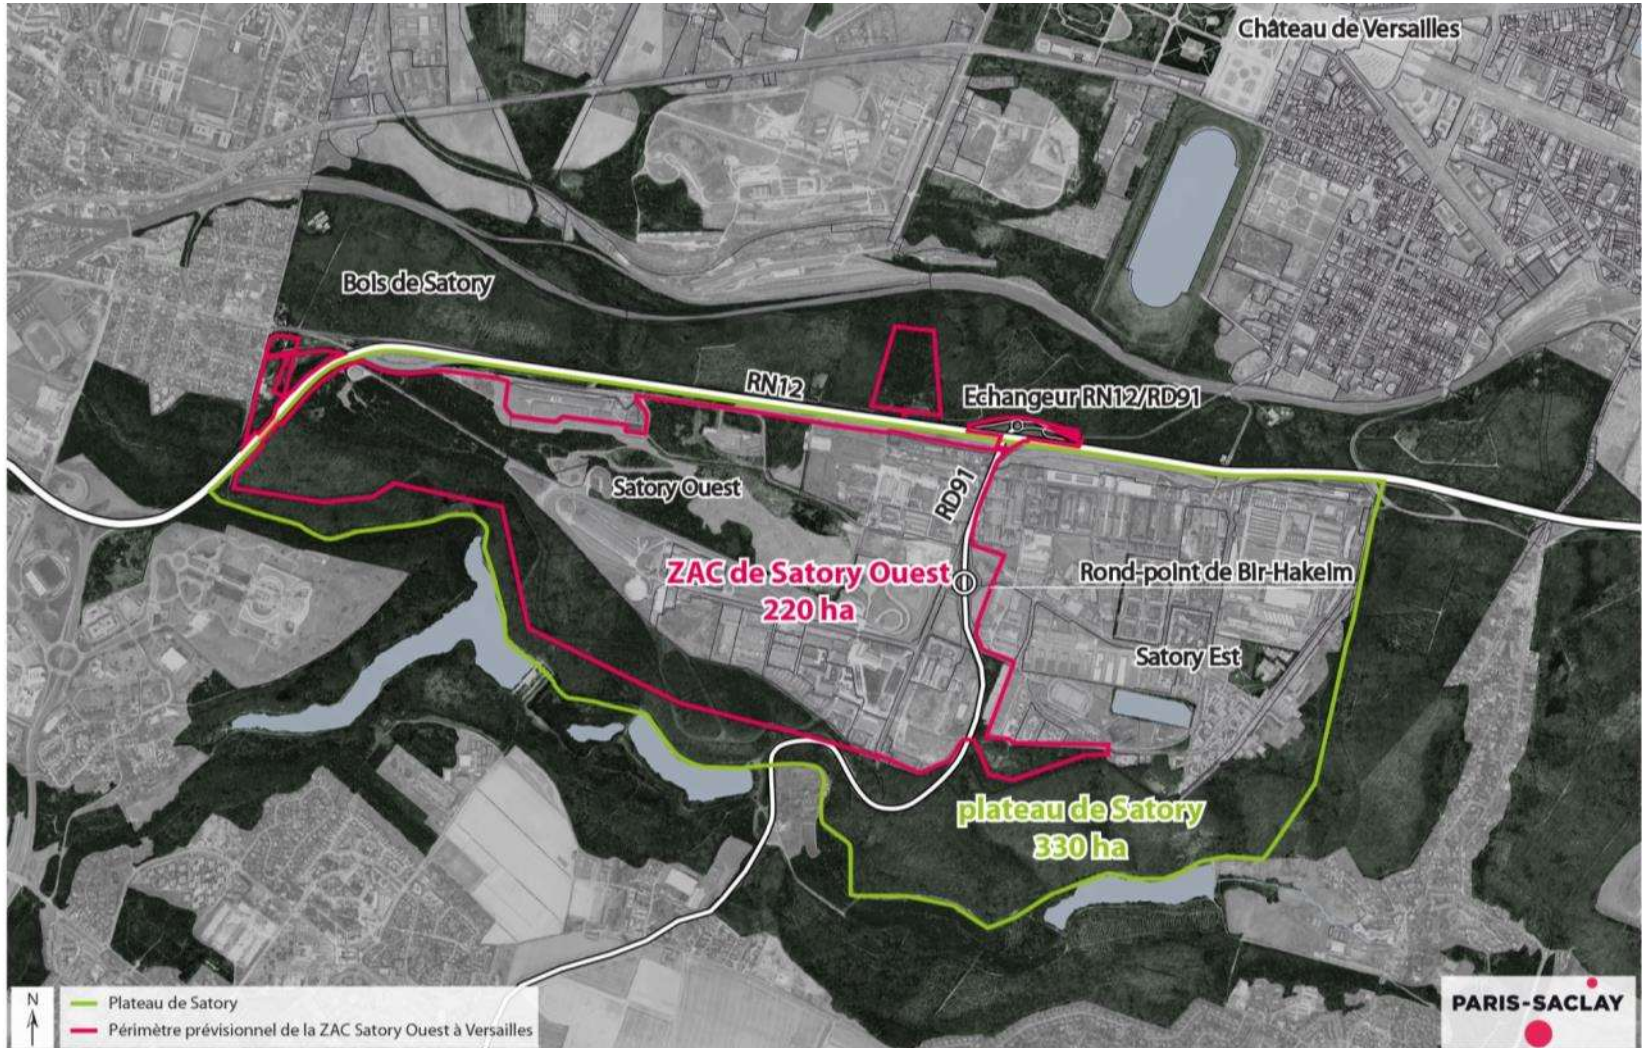 Château de Versailles
Bois de Satory
RN12
Echangeur RN12/RD91
Satory Ouest
RD91
ZAC de Satory Ouest
220 ha
Rond-point de Bir-Hakeim
Satory Est
plateau de Satory
330 ha
N
Plateau de Satory
Périmètre prévisionnel de la ZAC Satory Ouest à Versailles
PARIS-SACLAY